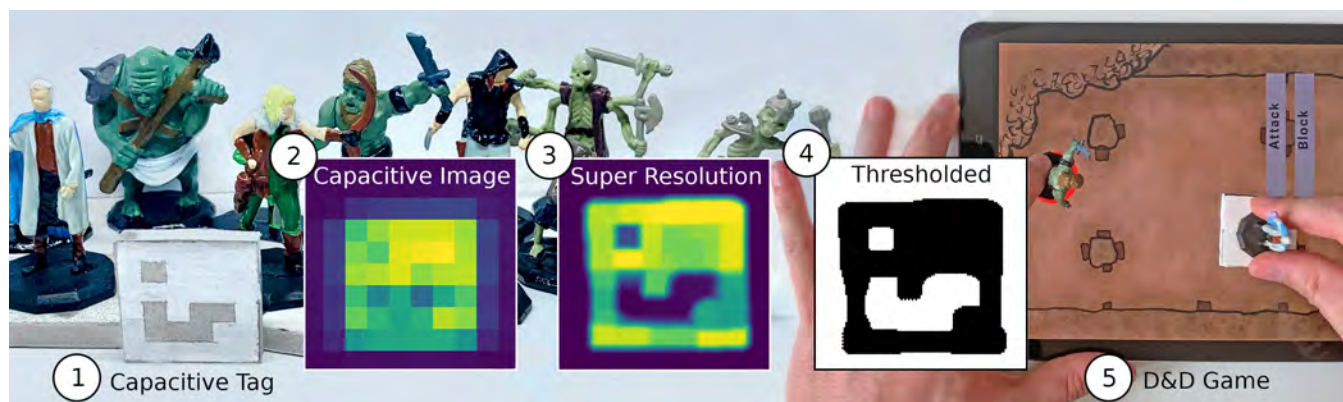 2
Capacitive Image
3
Super Resolution
4
Thresholded
Attack
Block
1
Capacitive Tag
5
D&D Game